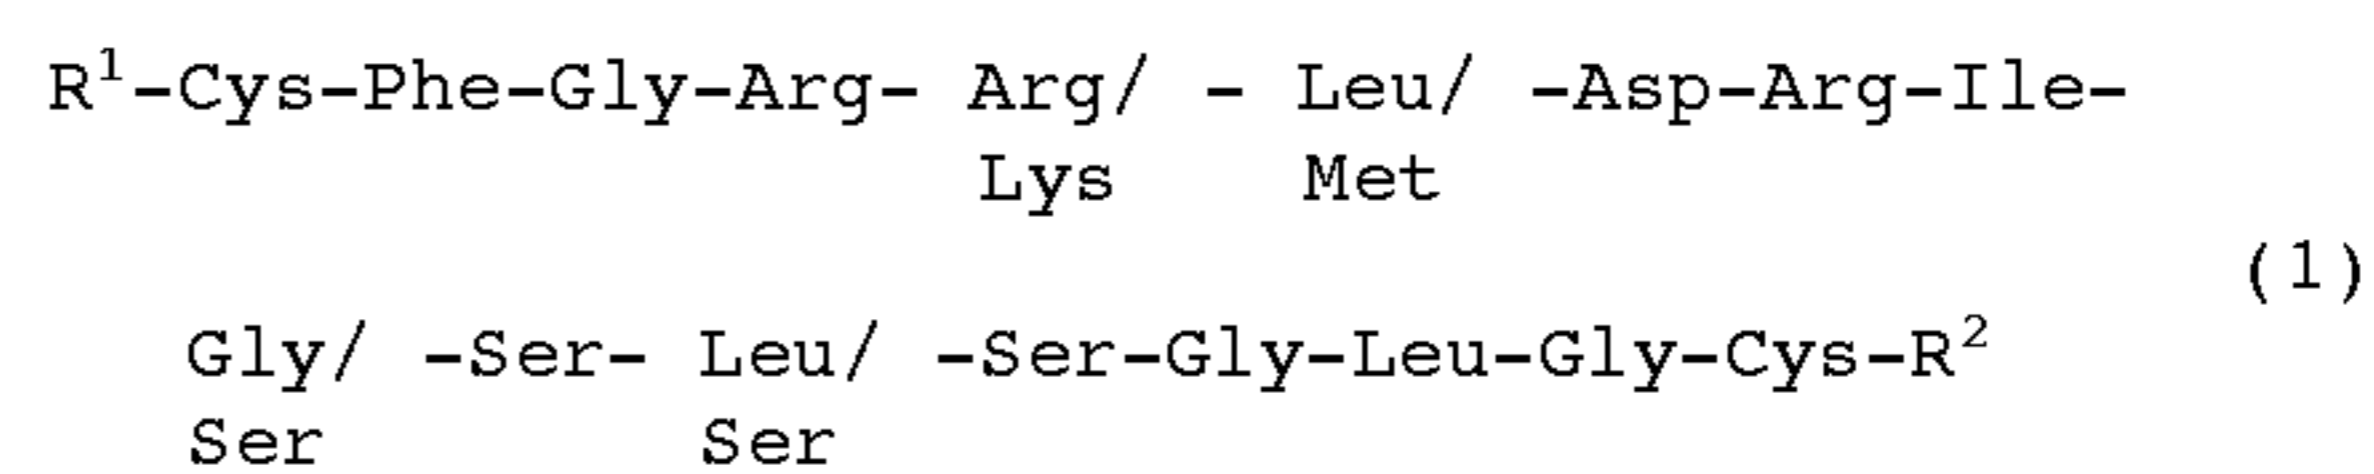 R¹-Cys-Phe-Gly-Arg- Arg/ - Leu/ -Asp-Arg-Ile-
Lys Met
(1)
Gly/ -Ser- Leu/ -Ser-Gly-Leu-Gly-Cys-R²
Ser Ser